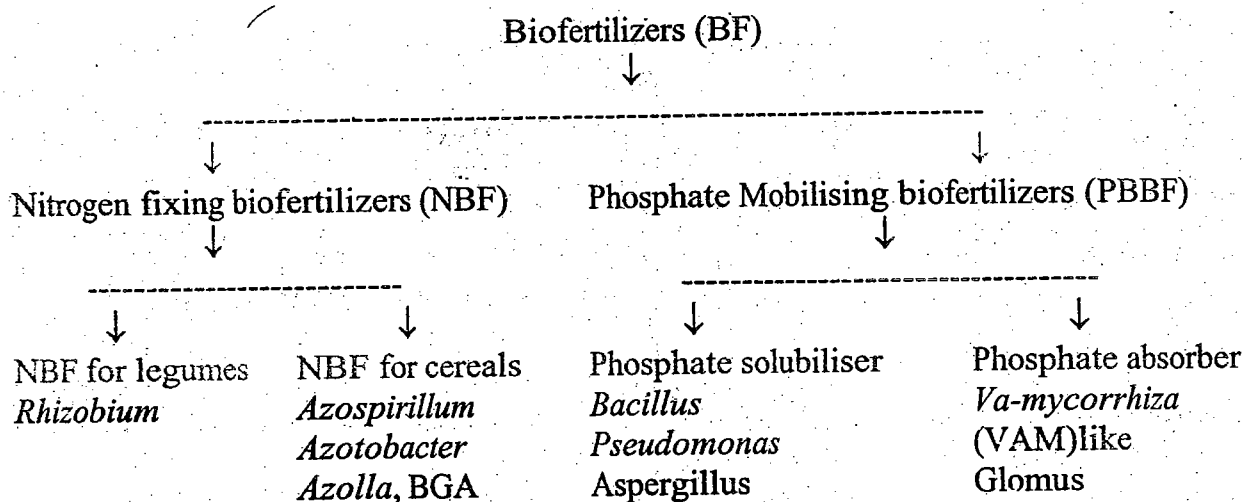 Biofertilizers (BF)
Nitrogen fixing biofertilizers (NBF)
Phosphate Mobilising biofertilizers (PBBF)
NBF for legumes
Rhizobium
NBF for cereals
Azospirillum
Azotobacter
Azolla, BGA
Phosphate solubiliser
Bacillus
Pseudomonas
Aspergillus
Phosphate absorber
Va-mycorrhiza
(VAM)like
Glomus